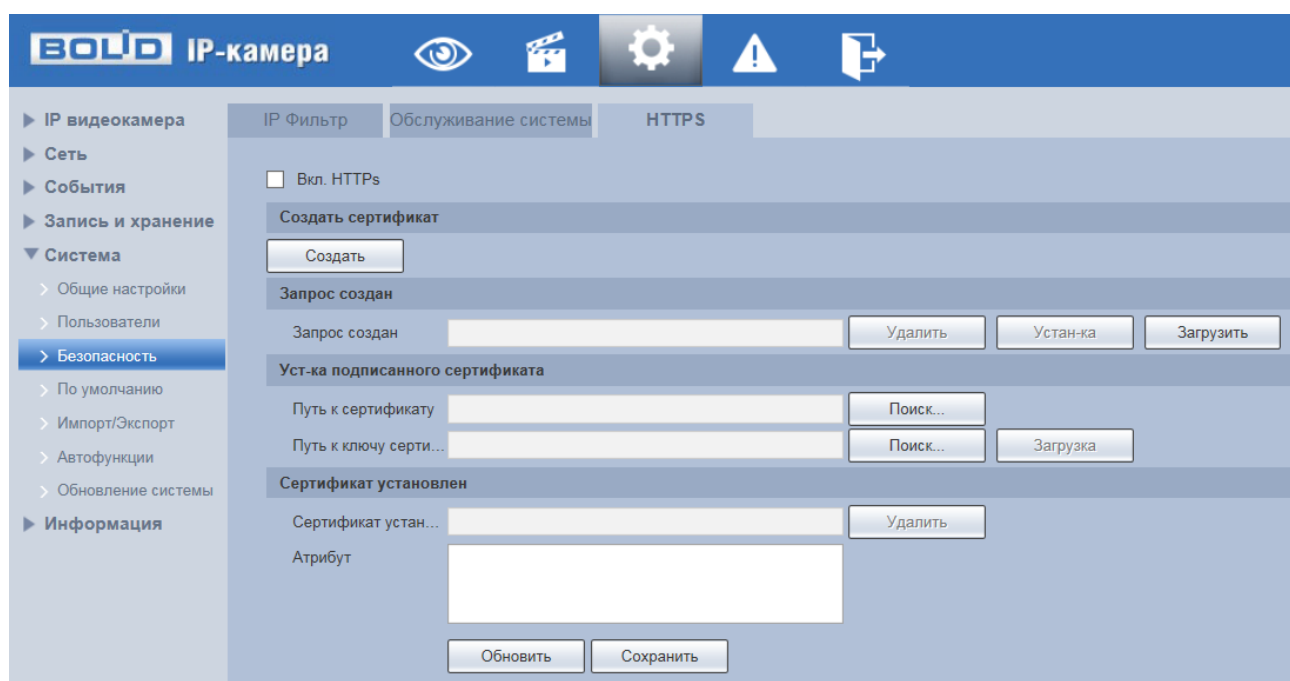 BOLID IP-камера
IP видеокамера
Сеть
События
Запись и хранение
Система
Общие настройки
Пользователи
Безопасность
По умолчанию
Импорт/Экспорт
Автофункции
Обновление системы
Информация
IP Фильтр Обслуживание системы HTTPS
Вкл. HTTPs
Создать сертификат
Создать
Запрос создан
Запрос создан Удалить Устан-ка Загрузить
Уст-ка подписанного сертификата
Путь к сертификату Поиск...
Путь к ключу серти... Поиск... Загрузка
Сертификат установлен
Сертификат устан... Удалить
Атрибут
Обновить Сохранить